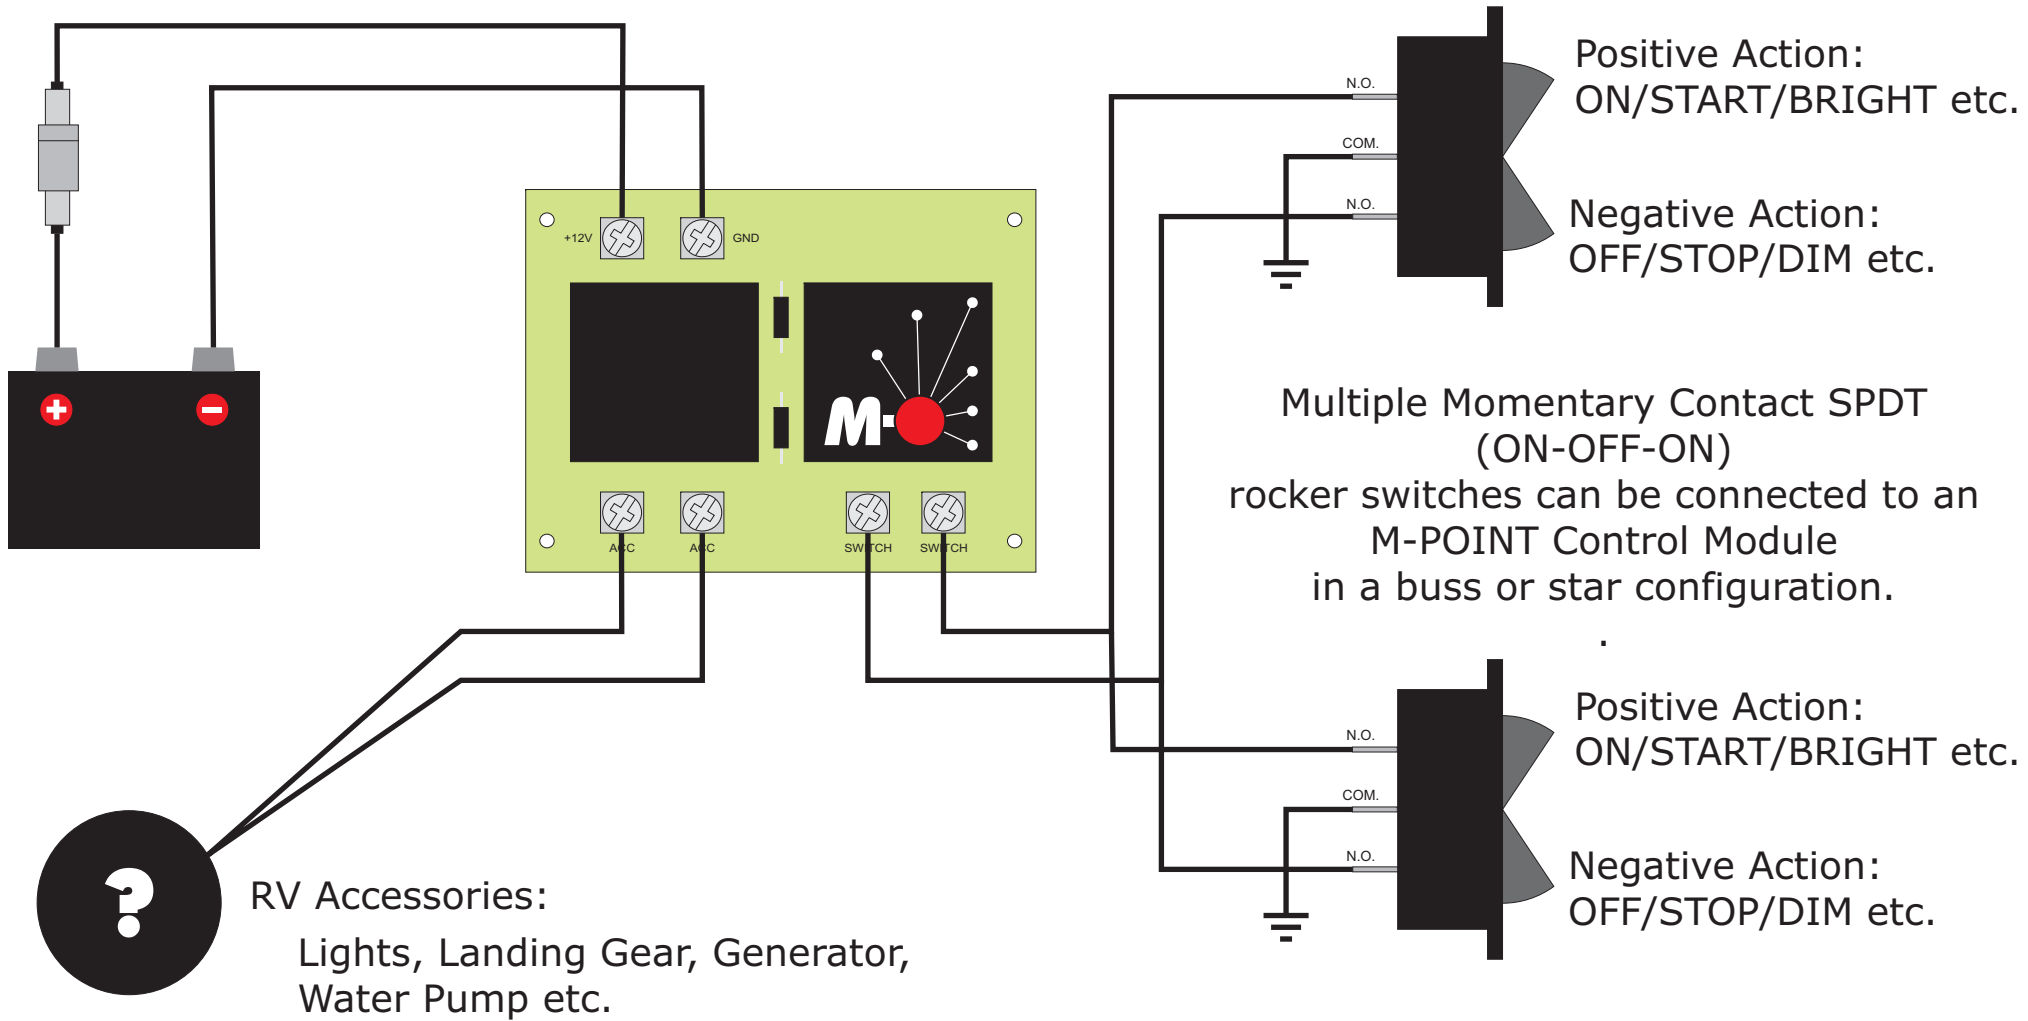 N.O.
COM.
N.O.
Positive Action:
ON/START/BRIGHT etc.
Negative Action:
OFF/STOP/DIM etc.
+12V
GND
M-
ACC
ACC
SWITCH
SWITCH
Multiple Momentary Contact SPDT
(ON-OFF-ON)
rocker switches can be connected to an
M-POINT Control Module
in a buss or star configuration.
.
N.O.
COM.
N.O.
Positive Action:
ON/START/BRIGHT etc.
Negative Action:
OFF/STOP/DIM etc.
?
RV Accessories:
Lights, Landing Gear, Generator,
Water Pump etc.